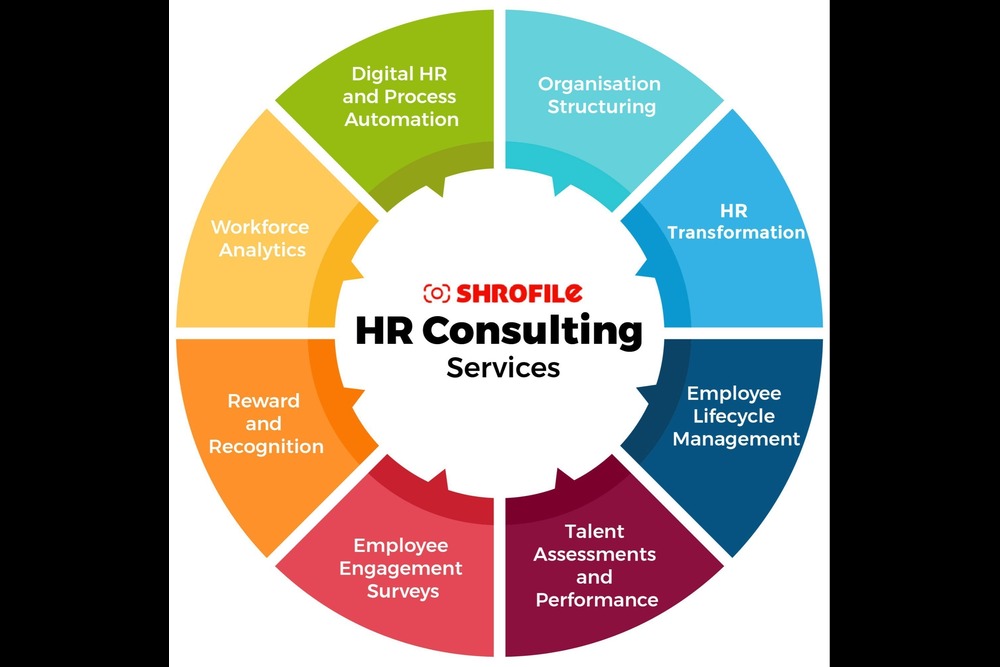 Digital HR
and Process
Automation
Organisation
Structuring
HR
Transformation
Employee
Lifecycle
Management
Talent
Assessments
and
Performance
Employee
Engagement
Surveys
Reward
and
Recognition
Workforce
Analytics
SHROFILE
HR Consulting
Services